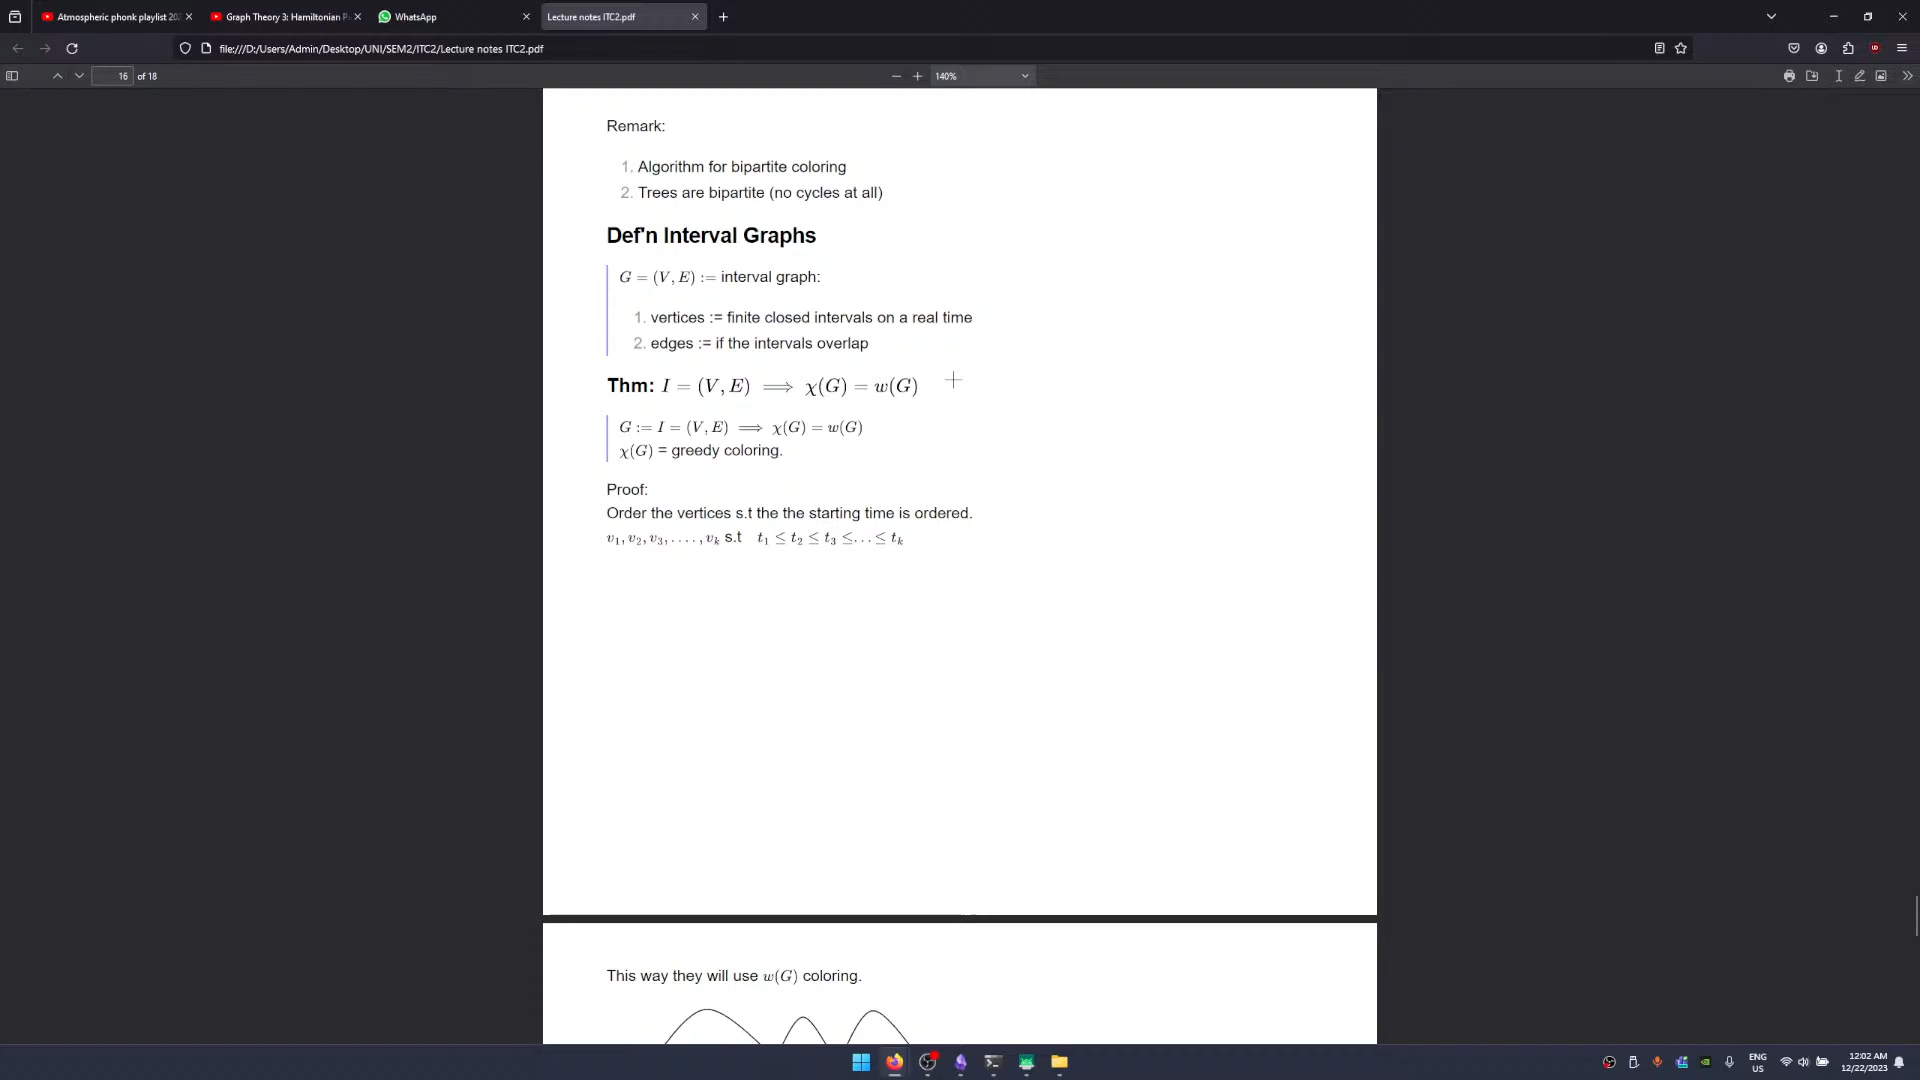 Atmospheric phonk playlist 202
Graph Theory 3: Hamiltonian P
WhatsApp
Lecture notes ITC2.pdf
file:///D:/Users/Admin/Desktop/UNI/SEM2/ITC2/Lecture notes ITC2.pdf
16 of 18
140%
Remark:
1. Algorithm for bipartite coloring
2. Trees are bipartite (no cycles at all)
Def'n Interval Graphs
G = (V, E) := interval graph:
1. vertices := finite closed intervals on a real time
2. edges := if the intervals overlap
Thm: I = (V, E) ⟹ χ(G) = w(G)
G := I = (V, E) ⟹ χ(G) = w(G)
χ(G) = greedy coloring.
Proof:
Order the vertices s.t the the starting time is ordered.
v₁, v₂, v₃, . . . . , vₖ s.t t₁ ≤ t₂ ≤ t₃ ≤. . . ≤ tₖ
This way they will use w(G) coloring.
ENG
US
12:02 AM
12/22/2023